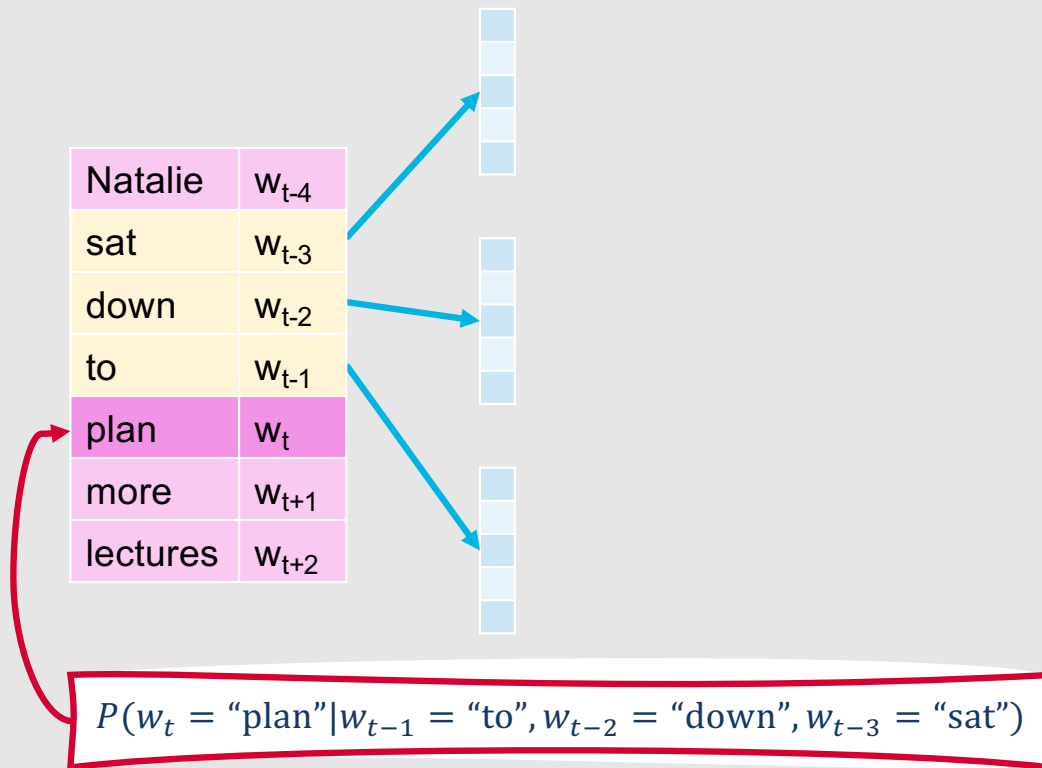 Natalie w_{t-4}
sat w_{t-3}
down w_{t-2}
to w_{t-1}
plan w_t
more w_{t+1}
lectures w_{t+2}
P(w_t = “plan”|w_{t−1} = “to”, w_{t−2} = “down”, w_{t−3} = “sat”)